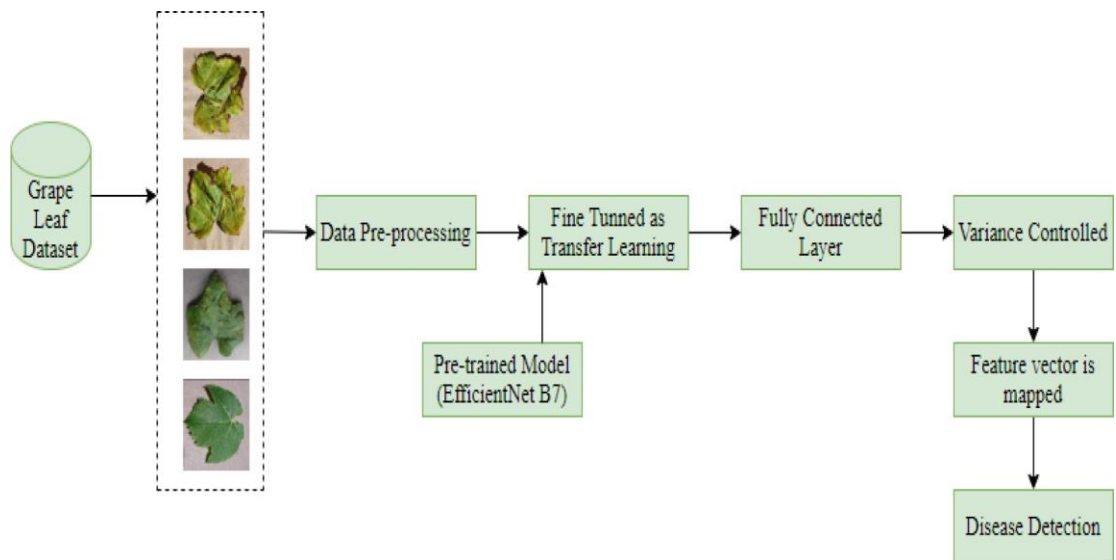 Grape
Leaf
Dataset
Data Pre-processing
Fine Tunned as
Transfer Learning
Fully Connected
Layer
Variance Controlled
Pre-trained Model
(EfficientNet B7)
Feature vector is
mapped
Disease Detection